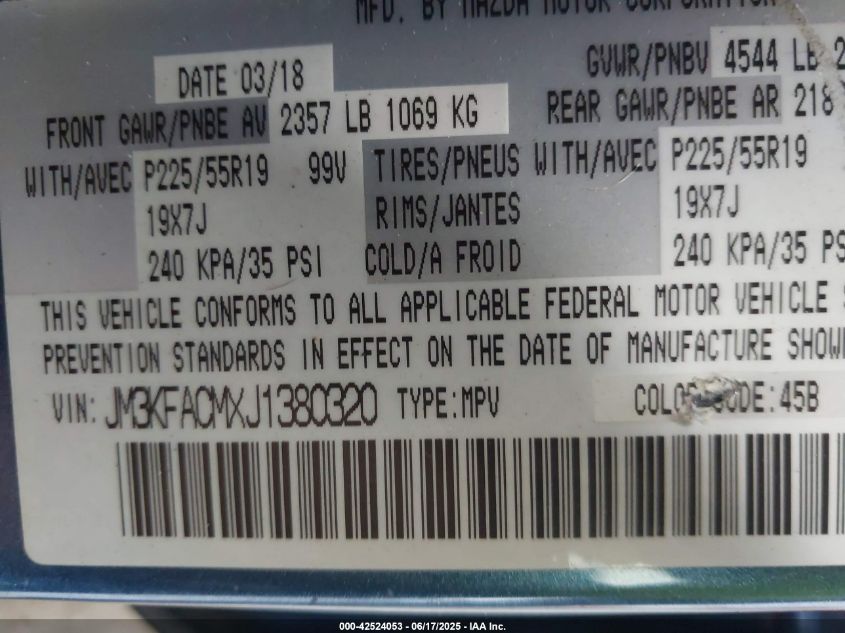 MFD. BY MAZDA MOTOR CORPORATION
DATE 03/18
GVWR/PNBV 4544 LB 2
FRONT GAWR/PNBE AV 2357 LB 1069 KG
REAR GAWR/PNBE AR 218
WITH/AVEC P225/55R19 99V TIRES/PNEUS WITH/AVEC P225/55R19
19X7J RIMS/JANTES 19X7J
240 KPA/35 PSI COLD/A FROID 240 KPA/35 PS
THIS VEHICLE CONFORMS TO ALL APPLICABLE FEDERAL MOTOR VEHICLE S
PREVENTION STANDARDS IN EFFECT ON THE DATE OF MANUFACTURE SHOW
VIN: JM3KFACMXJ1380320 TYPE:MPV COLOR CODE:45B
000-42524053 - 06/17/2025 - IAA Inc.